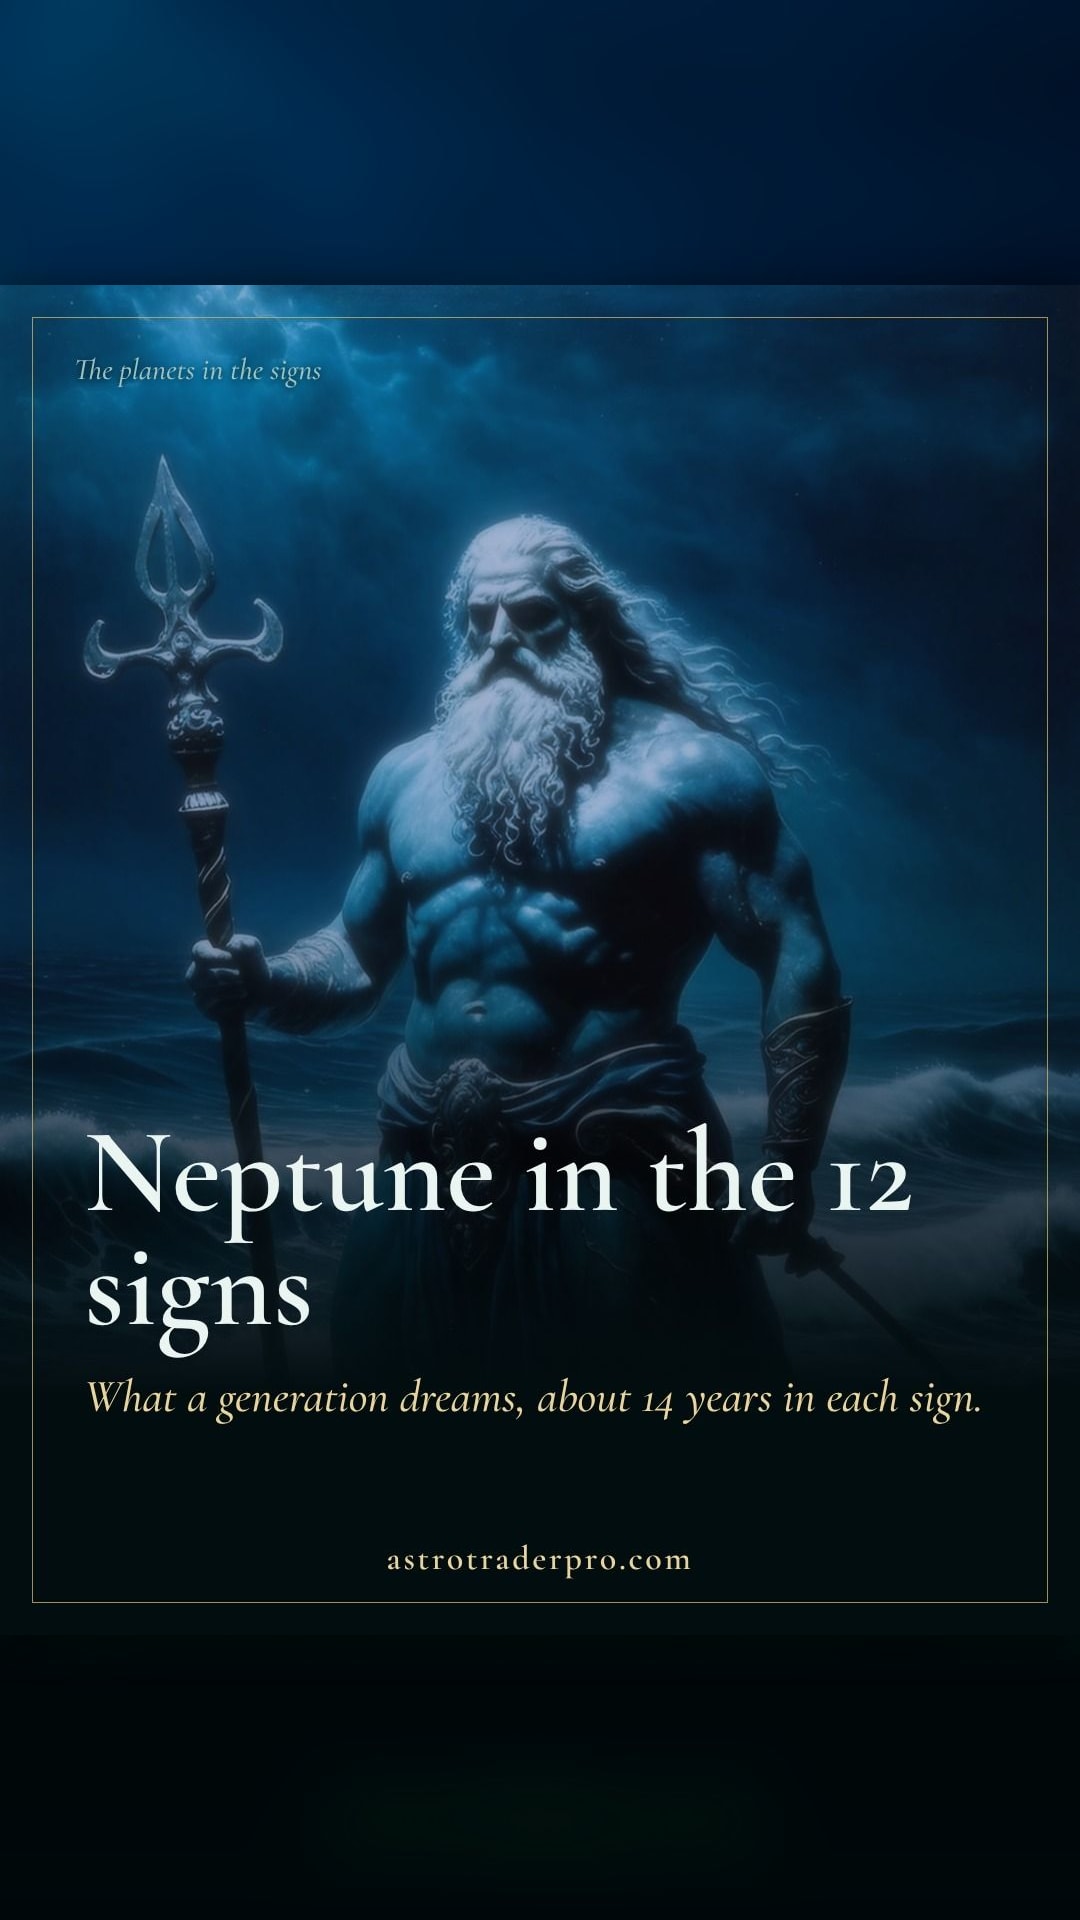 The planets in the signs
Neptune in the 12
signs
What a generation dreams, about 14 years in each sign.
astrotraderpro.com